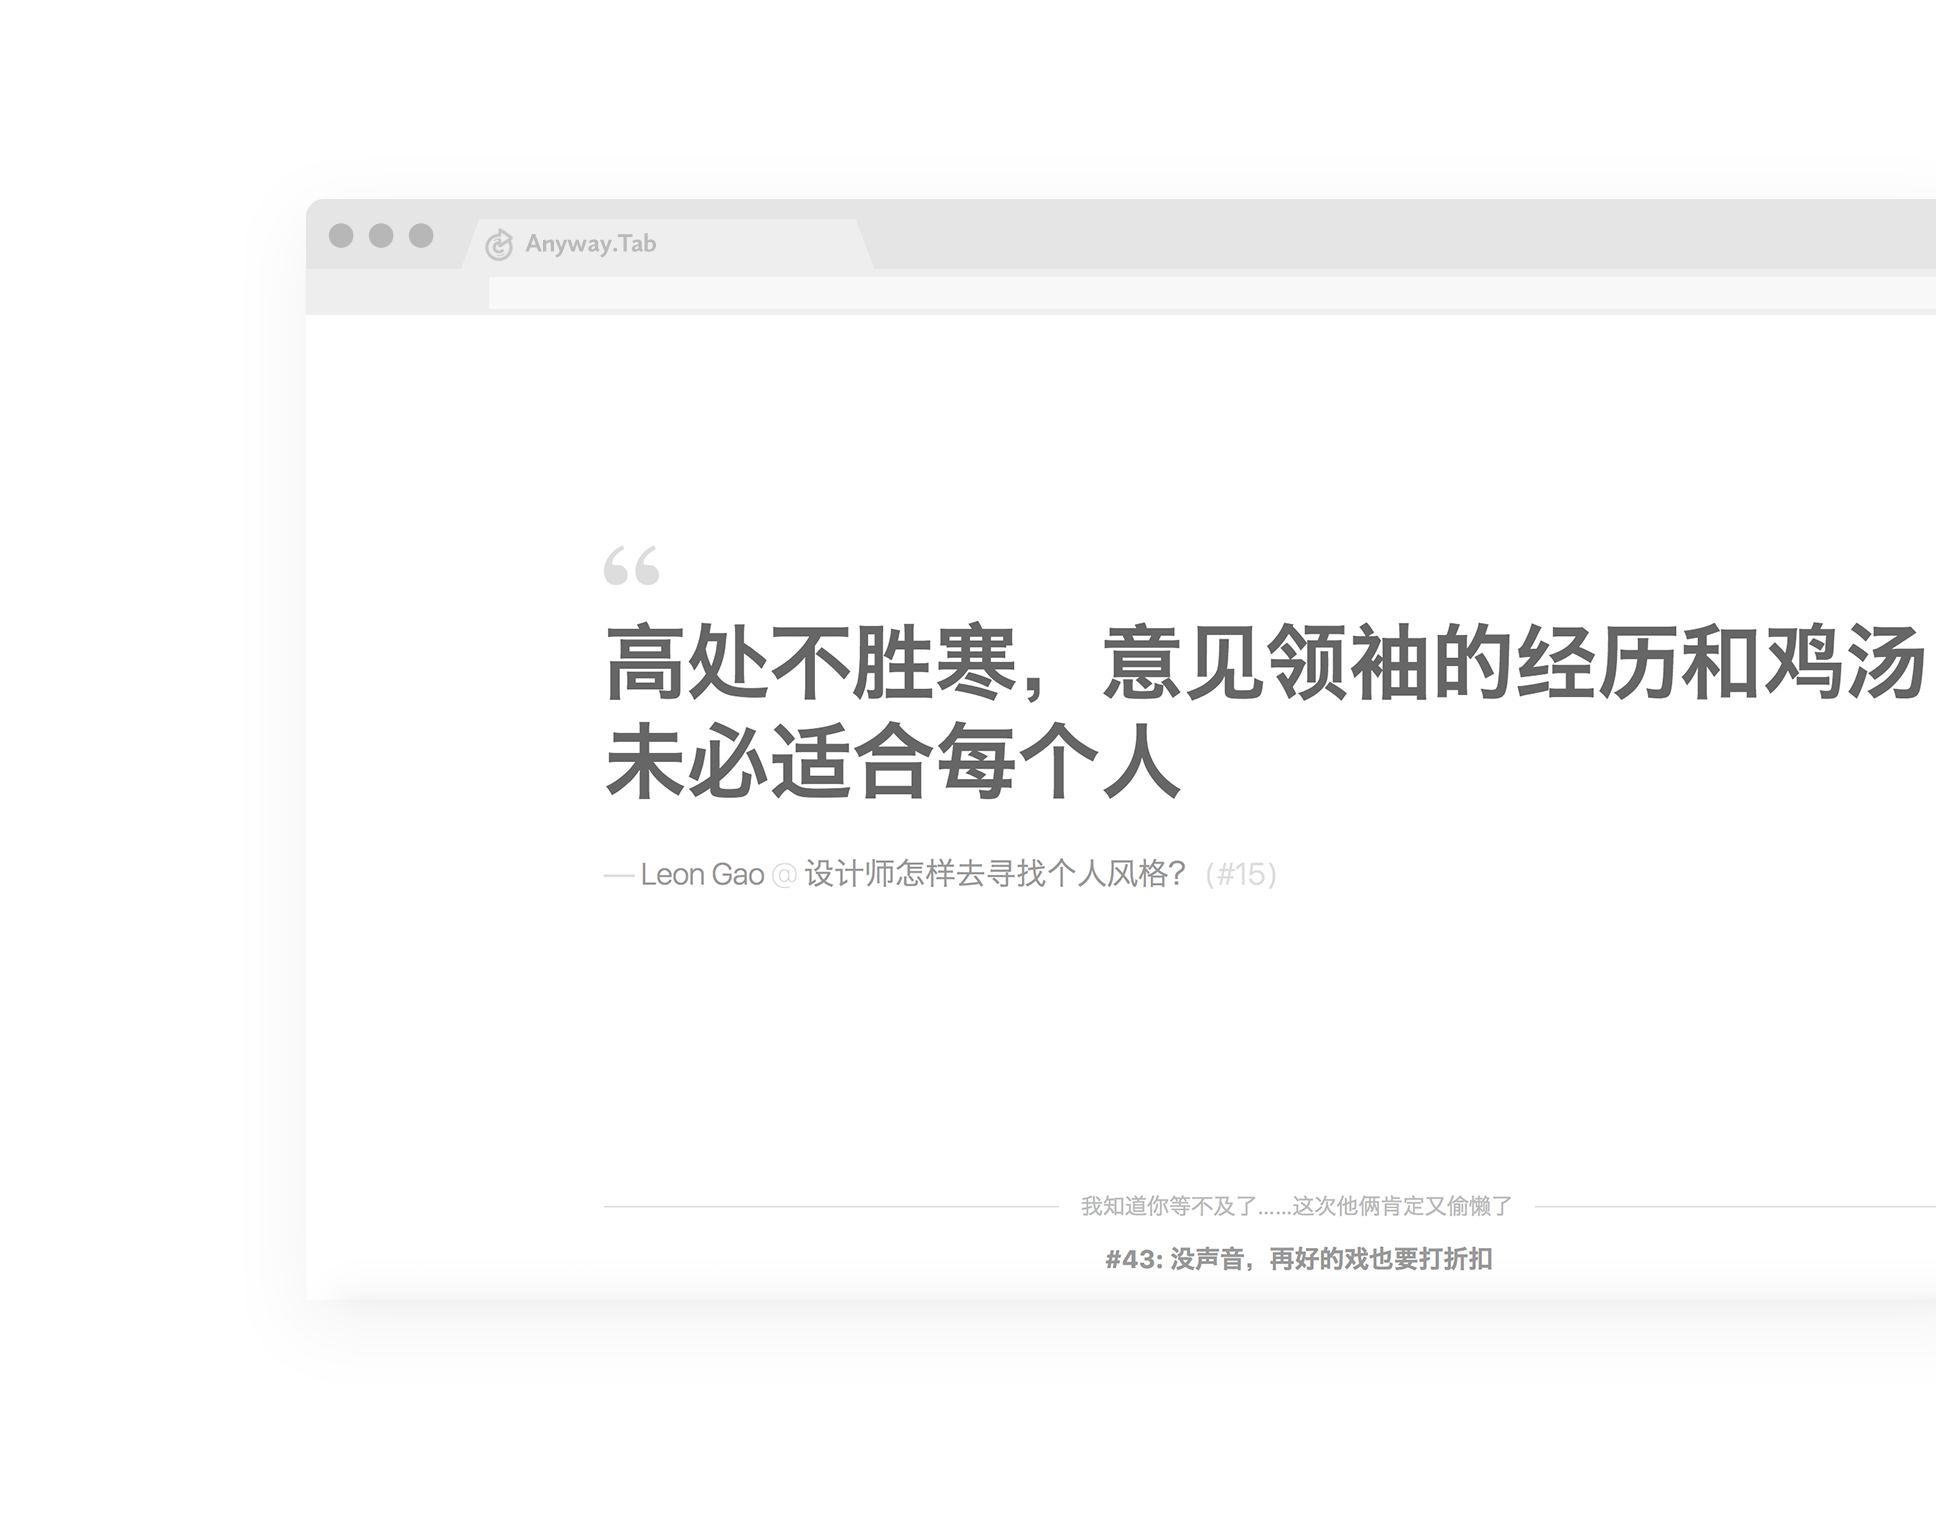 Anyway.Tab
“
高处不胜寒，意见领袖的经历和鸡汤
未必适合每个人
— Leon Gao @ 设计师怎样去寻找个人风格？（#15）
我知道你等不及了……这次他俩肯定又偷懒了
#43: 没声音，再好的戏也要打折扣